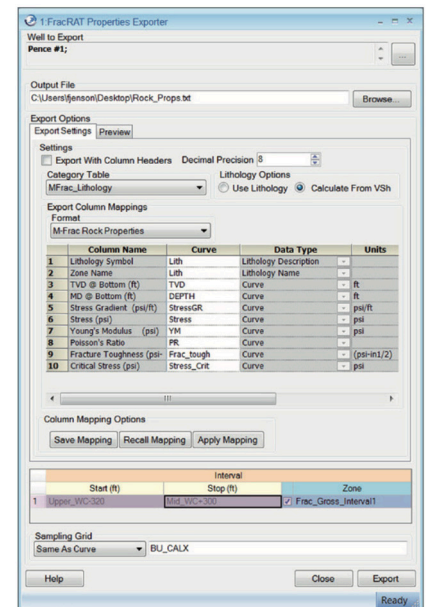 1:FracRAT Properties Exporter
Well to Export
Pence #1;
...
Output File
C:\Users\fjenson\Desktop\Rock_Props.txt Browse...
Export Options
Export Settings Preview
Settings
Export With Column Headers Decimal Precision 8
Category Table Lithology Options
MFrac_Lithology Use Lithology Calculate From VSh
Export Column Mappings
Format
M-Frac Rock Properties
Column Name Curve Data Type Units
1 Lithology Symbol Lith Lithology Description
2 Zone Name Lith Lithology Name
3 TVD @ Bottom (ft) TVD Curve ft
4 MD @ Bottom (ft) DEPTH Curve ft
5 Stress Gradient (psi/ft) StressGR Curve psi/ft
6 Stress (psi) Stress Curve psi
7 Young's Modulus (psi) YM Curve psi
8 Poisson's Ratio PR Curve
9 Fracture Toughness (psi- Frac_tough Curve (psi-in1/2)
10 Critical Stress (psi) Stress_Crit Curve psi
Column Mapping Options
Save Mapping Recall Mapping Apply Mapping
Interval
Start (ft) Stop (ft) Zone
1 Upper_WC-320 Mid_WC+300 Frac_Gross_Interval1
Sampling Grid
Same As Curve BU_CALX
Help Close Export
Ready